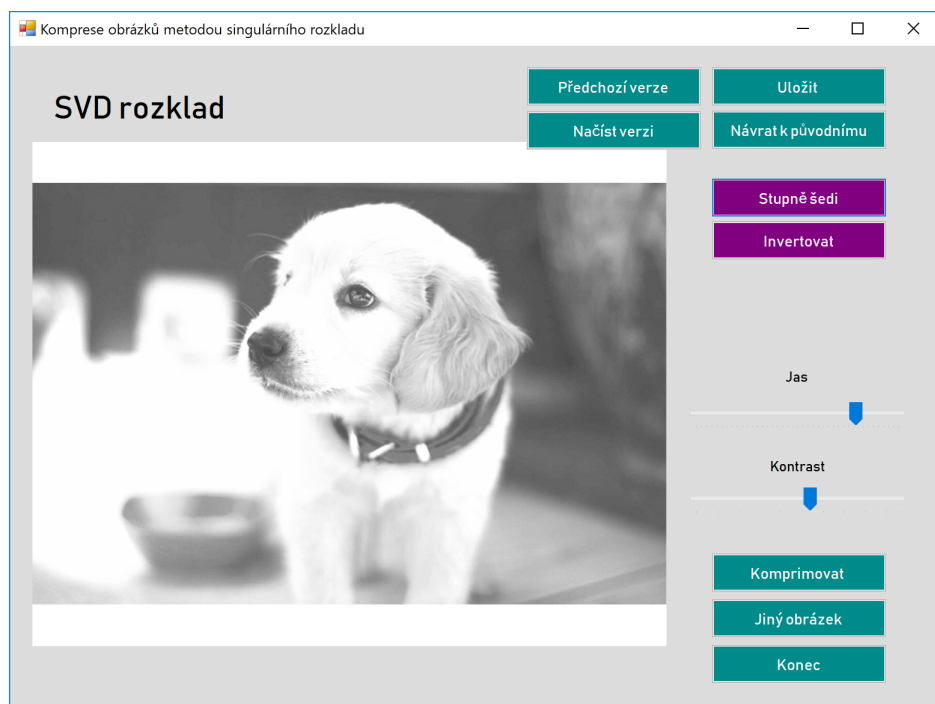 Komprese obrázků metodou singulárního rozkladu
SVD rozklad
Předchozí verze
Uložit
Načíst verzi
Návrat k původnímu
Stupně šedi
Invertovat
Jas
Kontrast
Komprimovat
Jiný obrázek
Konec